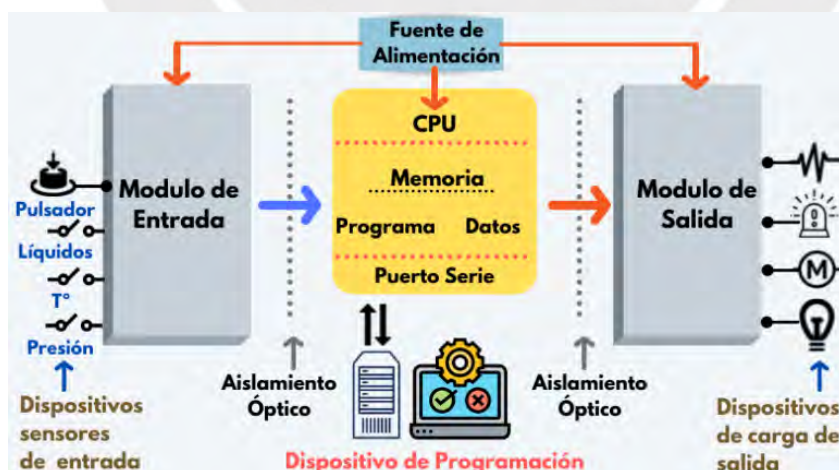 Fuente de
Alimentación
CPU
Memoria
Programa Datos
Puerto Serie
Modulo de
Entrada
Modulo de
Salida
Pulsador
Líquidos
T°
Presión
Dispositivos
sensores
de entrada
Aislamiento
Óptico
Aislamiento
Óptico
M
Dispositivos
de carga de
salida
Dispositivo de Programación